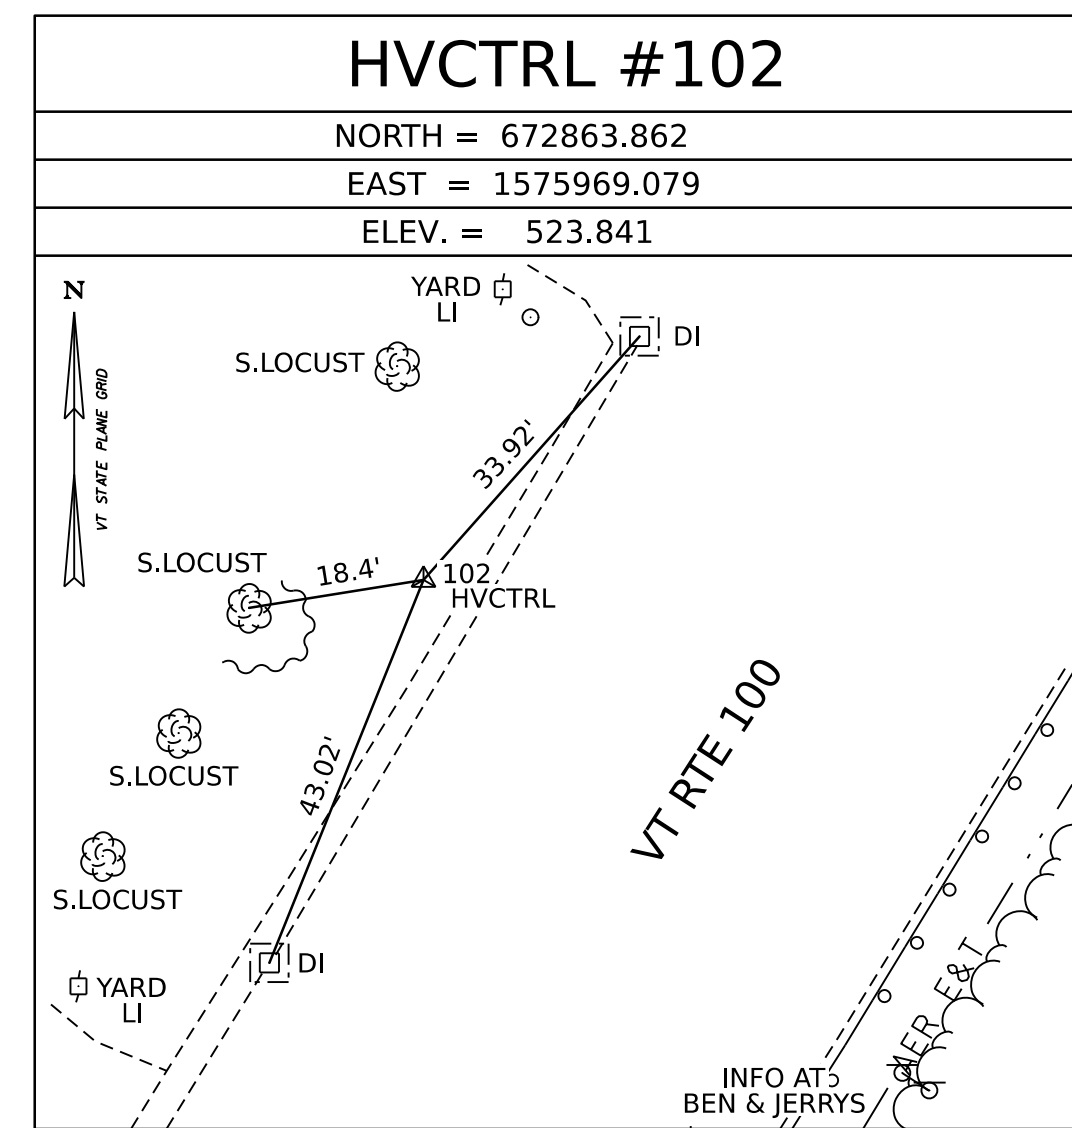 HVCTRL #102
NORTH = 672863.862
EAST = 1575969.079
ELEV. = 523.841
N
VT STATE PLANE GRID
YARD
LI
DI
S.LOCUST
33.92'
S.LOCUST
18.4'
102
HVCTRL
S.LOCUST
43.02'
VT RTE 100
S.LOCUST
DI
YARD
LI
AER E&T
INFO AT
BEN & JERRYS